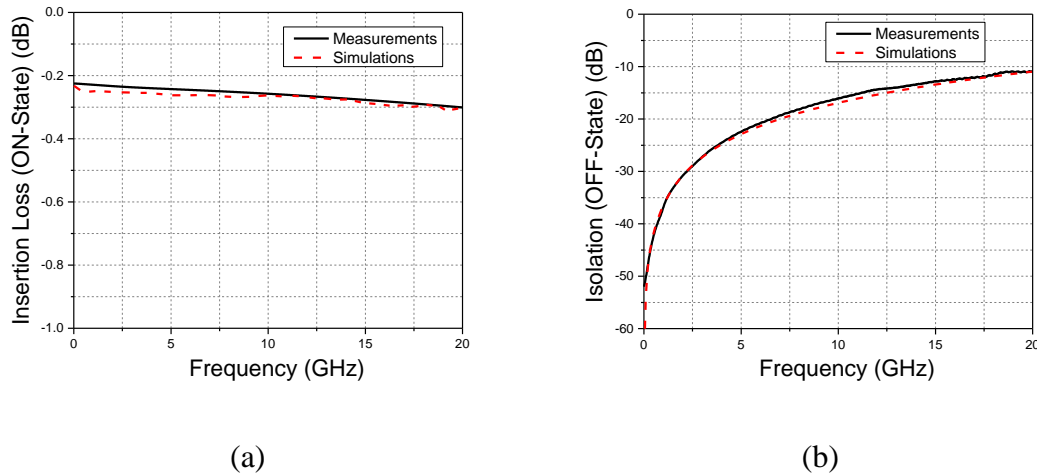 0.0
-0.2
-0.4
-0.6
-0.8
-1.0
0
5
10
15
20
Insertion Loss (ON-State) (dB)
Frequency (GHz)
Measurements
Simulations
(a)
0
-10
-20
-30
-40
-50
-60
0
5
10
15
20
Isolation (OFF-State) (dB)
Frequency (GHz)
Measurements
Simulations
(b)